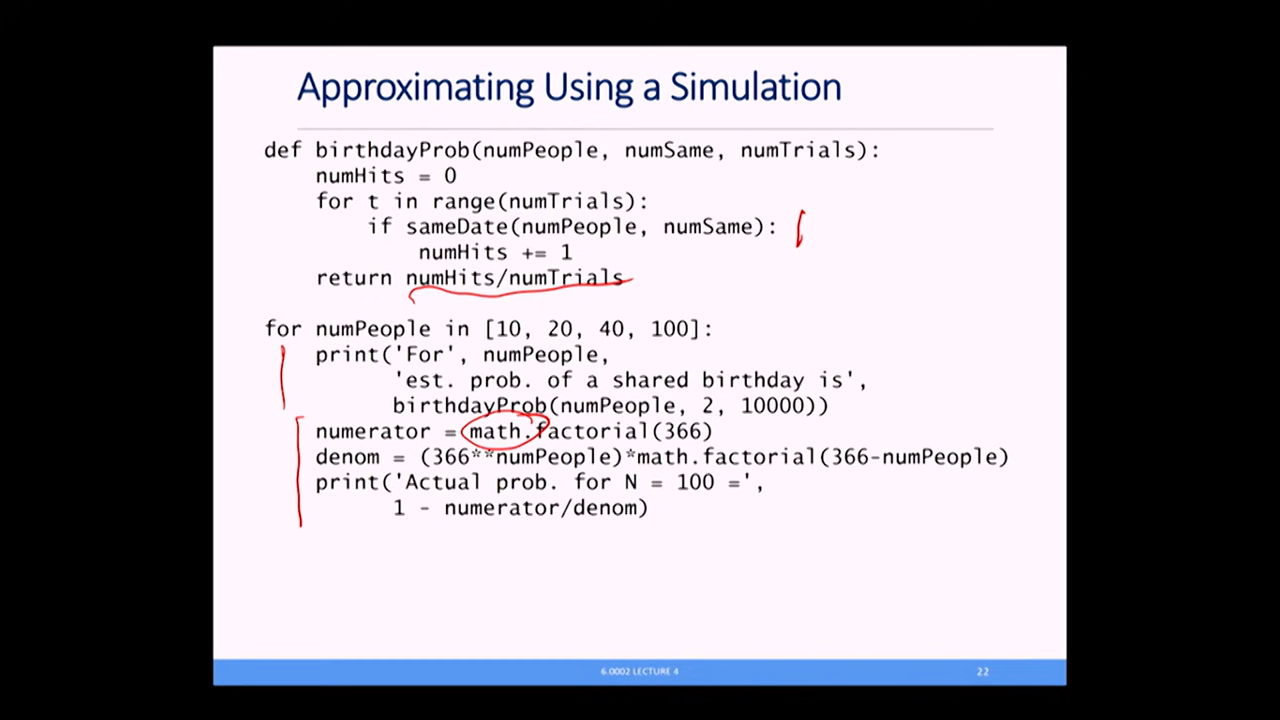 Approximating Using a Simulation
def birthdayProb(numPeople, numSame, numTrials):
    numHits = 0
    for t in range(numTrials):
        if sameDate(numPeople, numSame):
            numHits += 1
    return numHits/numTrials
for numPeople in [10, 20, 40, 100]:
    print('For', numPeople,
          'est. prob. of a shared birthday is',
          birthdayProb(numPeople, 2, 10000))
    numerator = math.factorial(366)
    denom = (366**numPeople)*math.factorial(366-numPeople)
    print('Actual prob. for N = 100 =',
          1 - numerator/denom)
6.0002 LECTURE 4
22